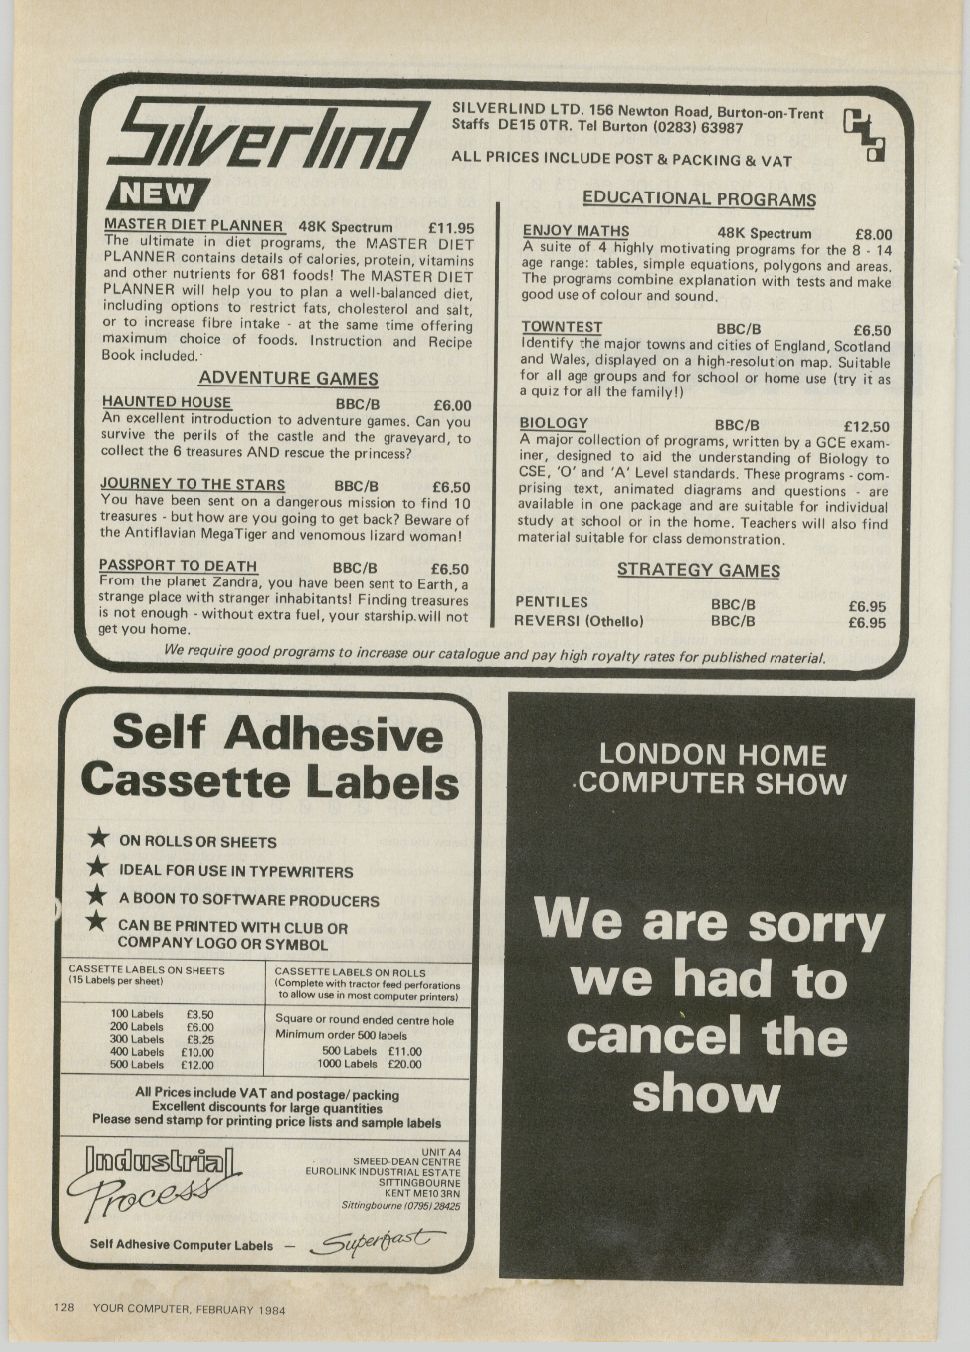 Silverlind
SILVERLIND LTD. 156 Newton Road, Burton-on-Trent
Staffs DE15 0TR. Tel Burton (0283) 63987
ALL PRICES INCLUDE POST & PACKING & VAT
NEW
MASTER DIET PLANNER 48K Spectrum £11.95
The ultimate in diet programs, the MASTER DIET
PLANNER contains details of calories, protein, vitamins
and other nutrients for 681 foods! The MASTER DIET
PLANNER will help you to plan a well-balanced diet,
including options to restrict fats, cholesterol and salt,
or to increase fibre intake - at the same time offering
maximum choice of foods. Instruction and Recipe
Book included.
ADVENTURE GAMES
HAUNTED HOUSE BBC/B £6.00
An excellent introduction to adventure games. Can you
survive the perils of the castle and the graveyard, to
collect the 6 treasures AND rescue the princess?
JOURNEY TO THE STARS BBC/B £6.50
You have been sent on a dangerous mission to find 10
treasures - but how are you going to get back? Beware of
the Antiflavian MegaTiger and venomous lizard woman!
PASSPORT TO DEATH BBC/B £6.50
From the planet Zandra, you have been sent to Earth, a
strange place with stranger inhabitants! Finding treasures
is not enough - without extra fuel, your starship.will not
get you home.
EDUCATIONAL PROGRAMS
ENJOY MATHS 48K Spectrum £8.00
A suite of 4 highly motivating programs for the 8 - 14
age range: tables, simple equations, polygons and areas.
The programs combine explanation with tests and make
good use of colour and sound.
TOWNTEST BBC/B £6.50
Identify the major towns and cities of England, Scotland
and Wales, displayed on a high-resolution map. Suitable
for all age groups and for school or home use (try it as
a quiz for all the family!)
BIOLOGY BBC/B £12.50
A major collection of programs, written by a GCE exam-
iner, designed to aid the understanding of Biology to
CSE, 'O' and 'A' Level standards. These programs - com-
prising text, animated diagrams and questions - are
available in one package and are suitable for individual
study at school or in the home. Teachers will also find
material suitable for class demonstration.
STRATEGY GAMES
PENTILES BBC/B £6.95
REVERSI (Othello) BBC/B £6.95
We require good programs to increase our catalogue and pay high royalty rates for published material.
Self Adhesive
Cassette Labels
★ ON ROLLS OR SHEETS
★ IDEAL FOR USE IN TYPEWRITERS
★ A BOON TO SOFTWARE PRODUCERS
★ CAN BE PRINTED WITH CLUB OR
COMPANY LOGO OR SYMBOL
CASSETTE LABELS ON SHEETS
(15 Labels per sheet)
100 Labels £3.50
200 Labels £6.00
300 Labels £8.25
400 Labels £10.00
500 Labels £12.00
CASSETTE LABELS ON ROLLS
(Complete with tractor feed perforations
to allow use in most computer printers)
Square or round ended centre hole
Minimum order 500 labels
500 Labels £11.00
1000 Labels £20.00
All Prices include VAT and postage/packing
Excellent discounts for large quantities
Please send stamp for printing price lists and sample labels
Industrial
Process
UNIT A4
SMEED-DEAN CENTRE
EUROLINK INDUSTRIAL ESTATE
SITTINGBOURNE
KENT ME10 3RN
Sittingbourne (0795) 28425
Self Adhesive Computer Labels — Superfast
LONDON HOME
COMPUTER SHOW
We are sorry
we had to
cancel the
show
128 YOUR COMPUTER, FEBRUARY 1984